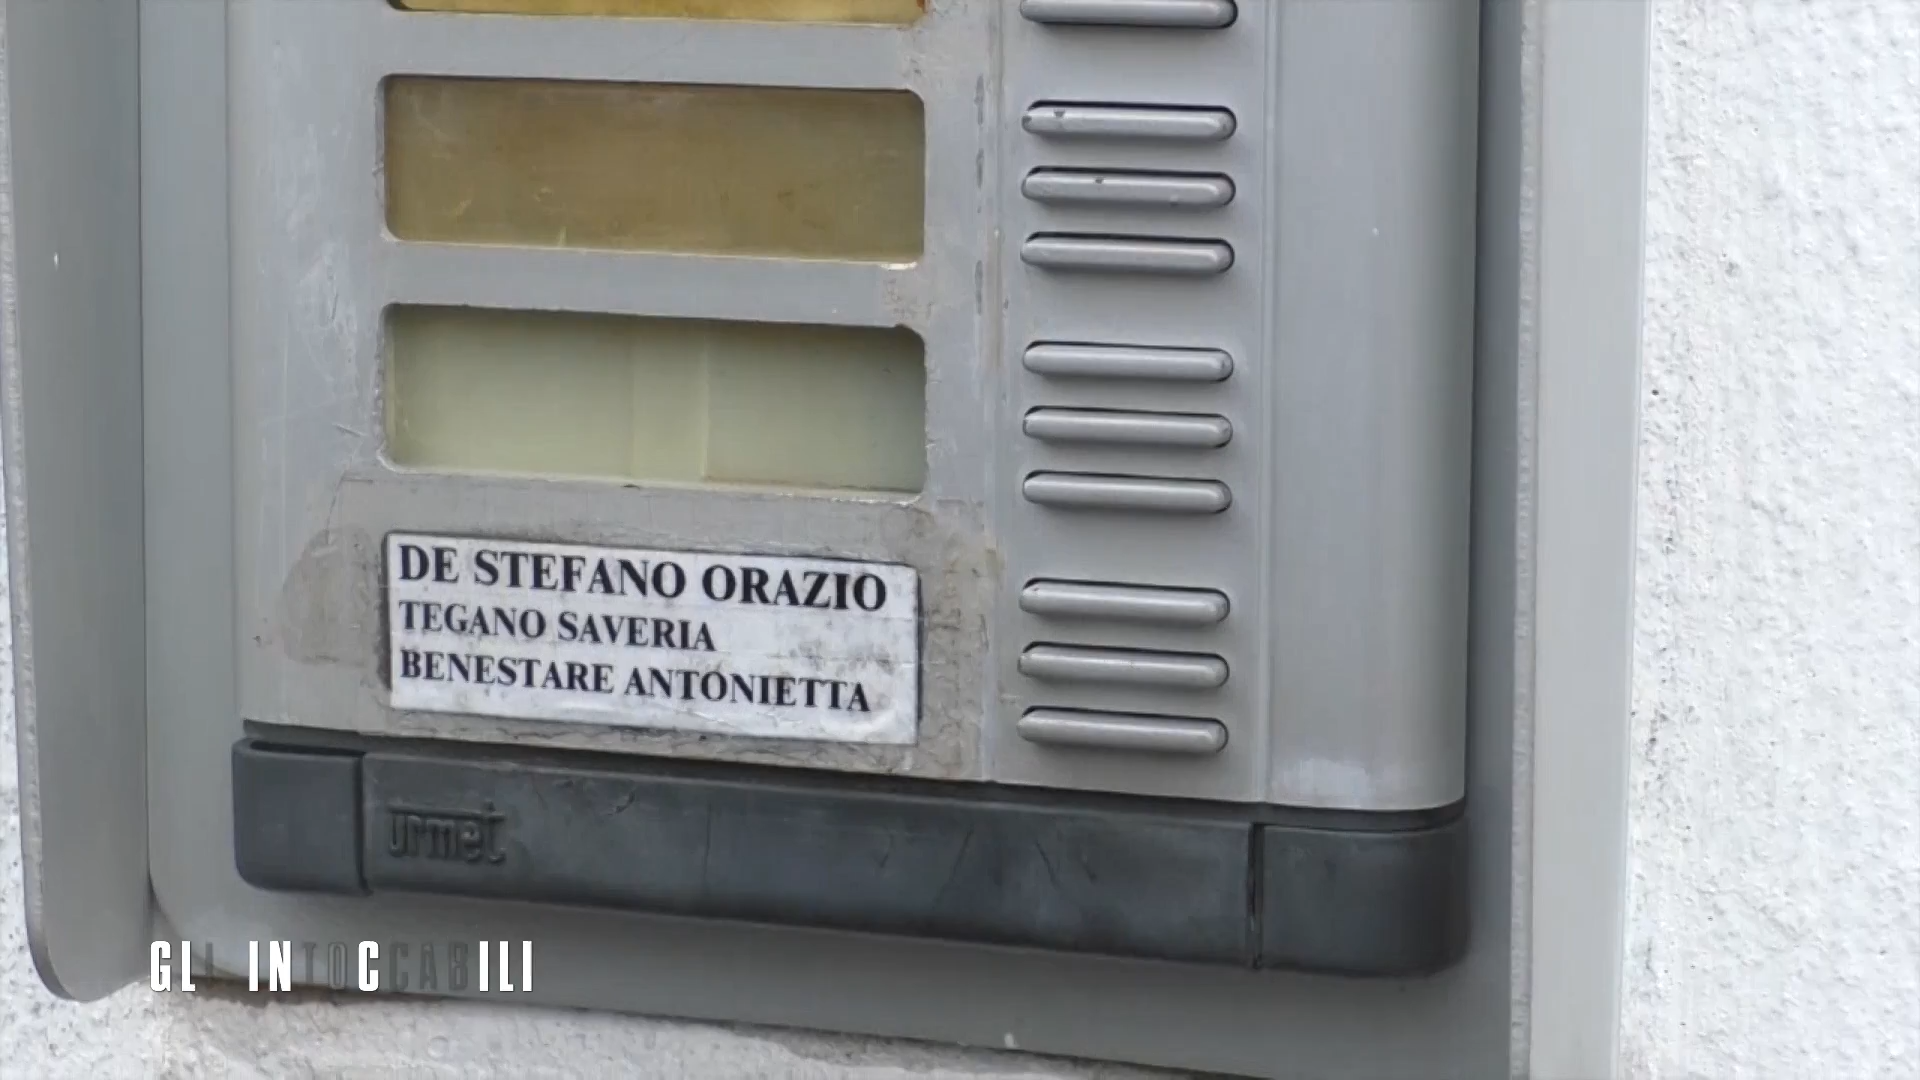 DE STEFANO ORAZIO
TEGANO SAVERIA
BENESTARE ANTONIETTA
urmet
GLI INTOCCABILI